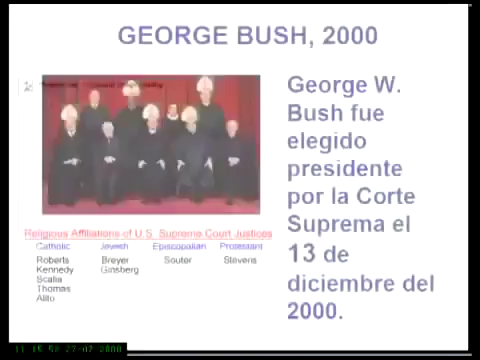 GEORGE BUSH, 2000
George W.
Bush fue
elegido
presidente
por la Corte
Suprema el
13 de
diciembre del
2000.
Religious Affiliations of U.S. Supreme Court Justices
Catholic Jewish Episcopalian Protestant
Roberts Breyer Souter Stevens
Kennedy Ginsberg
Scalia
Thomas
Alito